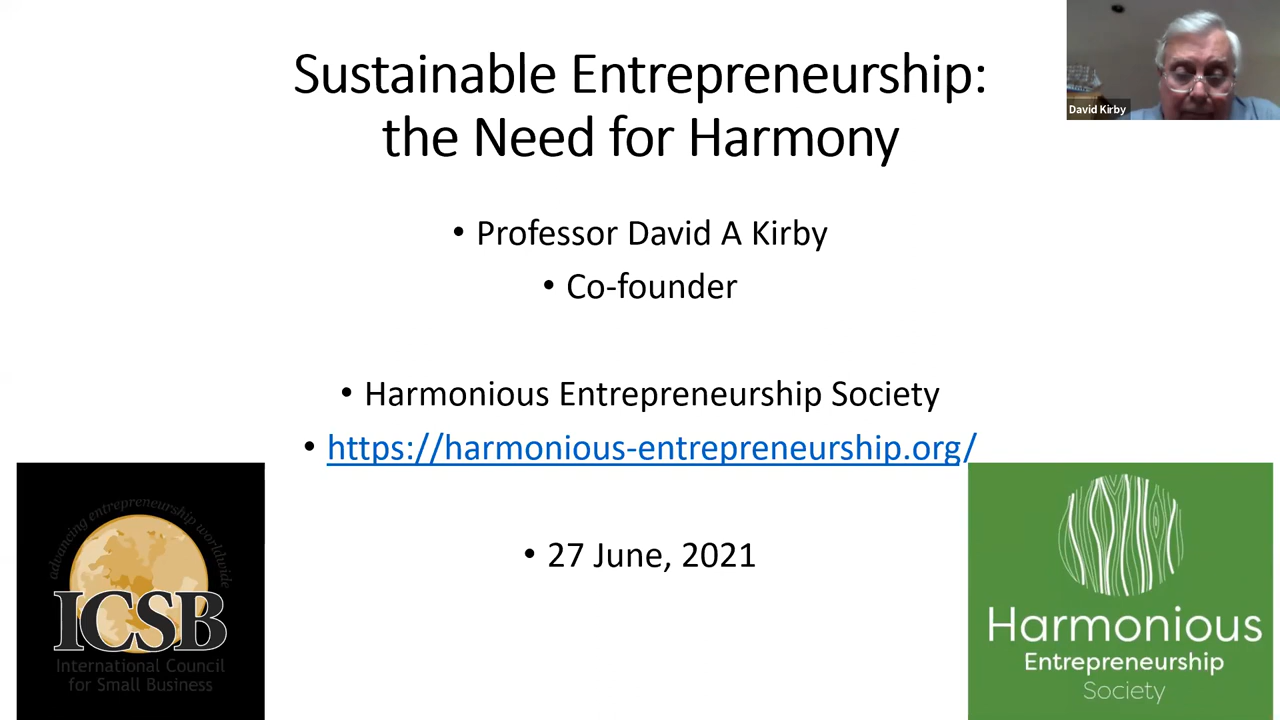 Sustainable Entrepreneurship:
the Need for Harmony
David Kirby
• Professor David A Kirby
• Co-founder
• Harmonious Entrepreneurship Society
• https://harmonious-entrepreneurship.org/
• 27 June, 2021
advancing entrepreneurship worldwide
ICSB
International Council
for Small Business
Harmonious
Entrepreneurship
Society